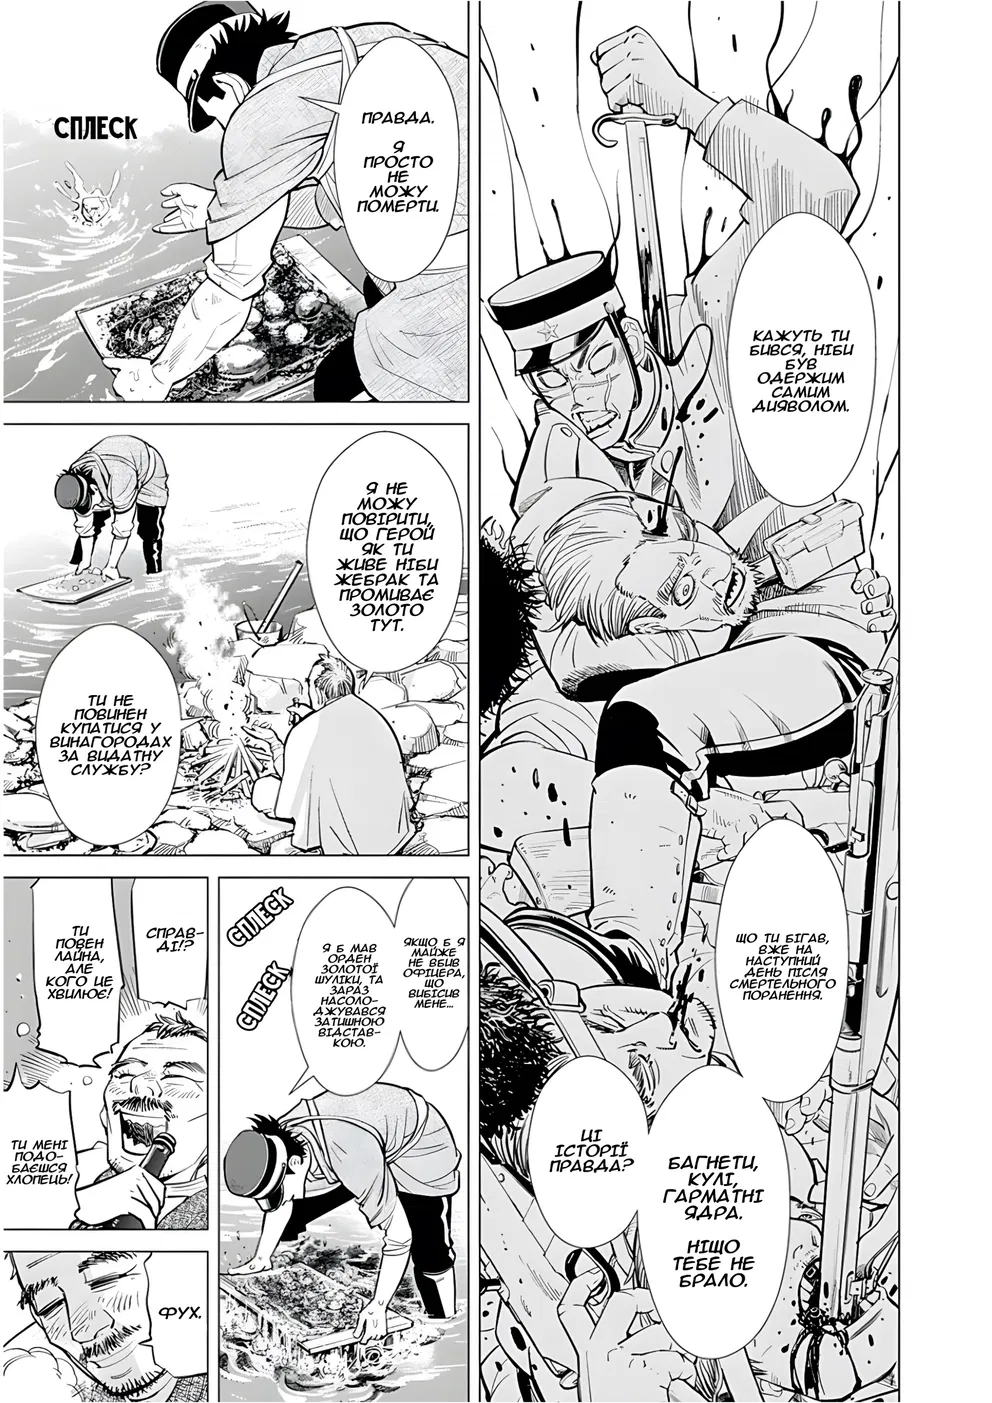 КАЖУТЬ ТИ
БИВСЯ, НІБИ
БУВ
ОДЕРЖИМ
САМИМ
ДИЯВОЛОМ.
ЩО ТИ БІГАВ,
ВЖЕ НА
НАСТУПНИЙ
ДЕНЬ ПІСЛЯ
СМЕРТЕЛЬНОГО
ПОРАНЕННЯ.
БАГНЕТИ,
КУЛІ,
ГАРМАТНІ
ЯДРА.
НІЩО
ТЕБЕ НЕ
БРАЛО.
ЦІ
ІСТОРІЇ
ПРАВДА?
ПРАВДА.
Я
ПРОСТО
НЕ
МОЖУ
ПОМЕРТИ.
СПЛЕСК
Я НЕ
МОЖУ
ПОВІРИТИ,
ЩО ГЕРОЙ
ЯК ТИ
ЖИВЕ НІБИ
ЖЕБРАК ТА
ПРОМИВАЄ
ЗОЛОТО
ТУТ.
ТИ НЕ
ПОВИНЕН
КУПАТИСЯ У
ВИНАГОРОДАХ
ЗА ВИДАТНУ
СЛУЖБУ?
ЯКЩО Б Я
МАЙЖЕ
НЕ ВБИВ
ОФІЦЕРА,
ЩО
ВИБІСИВ
МЕНЕ...
Я Б МАВ
ОРДЕН
ЗОЛОТОЇ
ШУЛІКИ, ТА
ЗАРАЗ
НАСОЛО-
ДЖУВАВСЯ
ЗАТИШНОЮ
ВІДСТАВ-
КОЮ.
СПЛЕСК
СПЛЕСК
СПРАВ-
ДІ!?
ТИ
ПОВЕН
ЛАЙНА,
АЛЕ
КОГО ЦЕ
ХВИЛЮЄ!
ТИ МЕНІ
ПОДО-
БАЄШСЯ
ХЛОПЕЦЬ!
ФУХ.